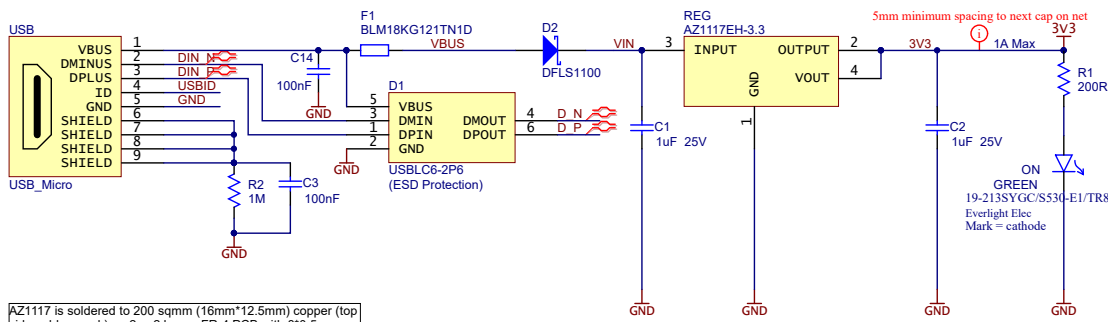 USB
VBUS 1
DMINUS 2 DIN_N
DPLUS 3 DIN_P
ID 4 USBID
GND 5 GND
SHIELD 6
SHIELD 7
SHIELD 8
SHIELD 9
USB_Micro
R2
1M
C3
100nF
GND
C14
100nF
GND
F1
BLM18KG121TN1D
VBUS
D1
5 VBUS
3 DMIN DMOUT 4 D_N
1 DPIN DPOUT 6 D_P
2 GND
GND
USBLC6-2P6
(ESD Protection)
D2
DFLS1100
VIN
C1
1uF 25V
GND
REG
AZ1117EH-3.3
3 INPUT OUTPUT 2
VOUT 4
GND
1
GND
3V3
5mm minimum spacing to next cap on net
i
1A Max
3V3
C2
1uF 25V
GND
R1
200R
ON
GREEN
19-213SYGC/S530-E1/TR8
Everlight Elec
Mark = cathode
GND
AZ1117 is soldered to 200 sqmm (16mm*12.5mm) copper (top